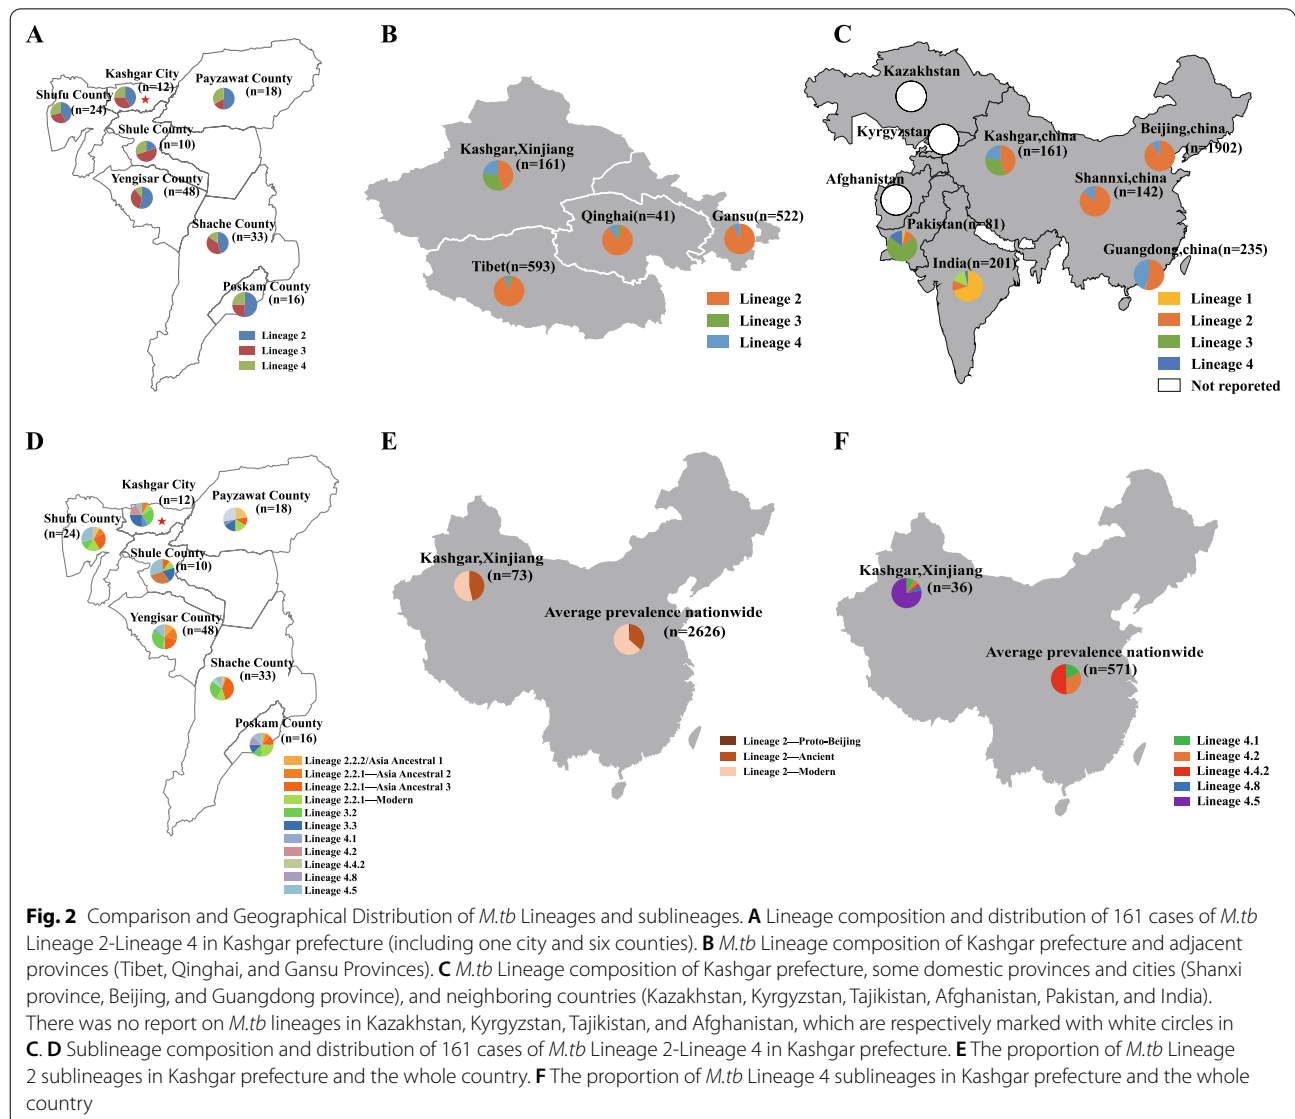 A
Kashgar City
(n=12)
Payzawat County
(n=18)
Shufu County
(n=24)
Shule County
(n=10)
Yengisar County
(n=48)
Shache County
(n=33)
Poskam County
(n=16)
Lineage 2
Lineage 3
Lineage 4
B
Kashgar,Xinjiang
(n=161)
Qinghai(n=41)
Gansu(n=522)
Tibet(n=593)
Lineage 2
Lineage 3
Lineage 4
C
Kazakhstan
Kyrgyzstan
Kashgar,china
(n=161)
Beijing,china
(n=1902)
Afghanistan
Shannxi,china
(n=142)
Pakistan(n=81)
India(n=201)
Guangdong,china(n=235)
Lineage 1
Lineage 2
Lineage 3
Lineage 4
Not reporeted
D
Kashgar City
(n=12)
Payzawat County
(n=18)
Shufu County
(n=24)
Shule County
(n=10)
Yengisar County
(n=48)
Shache County
(n=33)
Poskam County
(n=16)
Lineage 2.2.2/Asia Ancestral 1
Lineage 2.2.1—Asia Ancestral 2
Lineage 2.2.1—Asia Ancestral 3
Lineage 2.2.1—Modern
Lineage 3.2
Lineage 3.3
Lineage 4.1
Lineage 4.2
Lineage 4.4.2
Lineage 4.8
Lineage 4.5
E
Kashgar,Xinjiang
(n=73)
Average prevalence nationwide
(n=2626)
Lineage 2—Proto-Beijing
Lineage 2—Ancient
Lineage 2—Modern
F
Kashgar,Xinjiang
(n=36)
Average prevalence nationwide
(n=571)
Lineage 4.1
Lineage 4.2
Lineage 4.4.2
Lineage 4.8
Lineage 4.5
Fig. 2 Comparison and Geographical Distribution of M.tb Lineages and sublineages. A Lineage composition and distribution of 161 cases of M.tb
Lineage 2-Lineage 4 in Kashgar prefecture (including one city and six counties). B M.tb Lineage composition of Kashgar prefecture and adjacent
provinces (Tibet, Qinghai, and Gansu Provinces). C M.tb Lineage composition of Kashgar prefecture, some domestic provinces and cities (Shanxi
province, Beijing, and Guangdong province), and neighboring countries (Kazakhstan, Kyrgyzstan, Tajikistan, Afghanistan, Pakistan, and India).
There was no report on M.tb lineages in Kazakhstan, Kyrgyzstan, Tajikistan, and Afghanistan, which are respectively marked with white circles in
C. D Sublineage composition and distribution of 161 cases of M.tb Lineage 2-Lineage 4 in Kashgar prefecture. E The proportion of M.tb Lineage
2 sublineages in Kashgar prefecture and the whole country. F The proportion of M.tb Lineage 4 sublineages in Kashgar prefecture and the whole
country